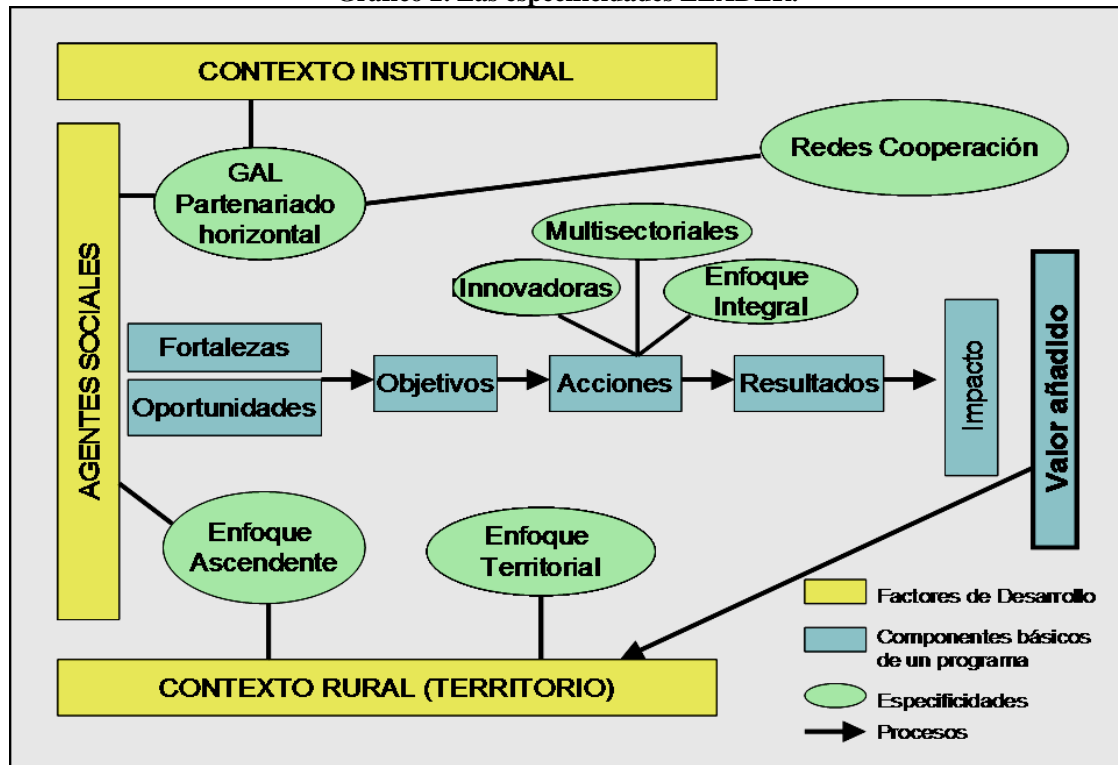 CONTEXTO INSTITUCIONAL
Redes Cooperación
GAL
Partenariado
horizontal
AGENTES SOCIALES
Multisectoriales
Innovadoras
Enfoque
Integral
Fortalezas
Oportunidades
Objetivos
Acciones
Resultados
Impacto
Valor añadido
Enfoque
Ascendente
Enfoque
Territorial
CONTEXTO RURAL (TERRITORIO)
Factores de Desarrollo
Componentes básicos
de un programa
Especificidades
Procesos